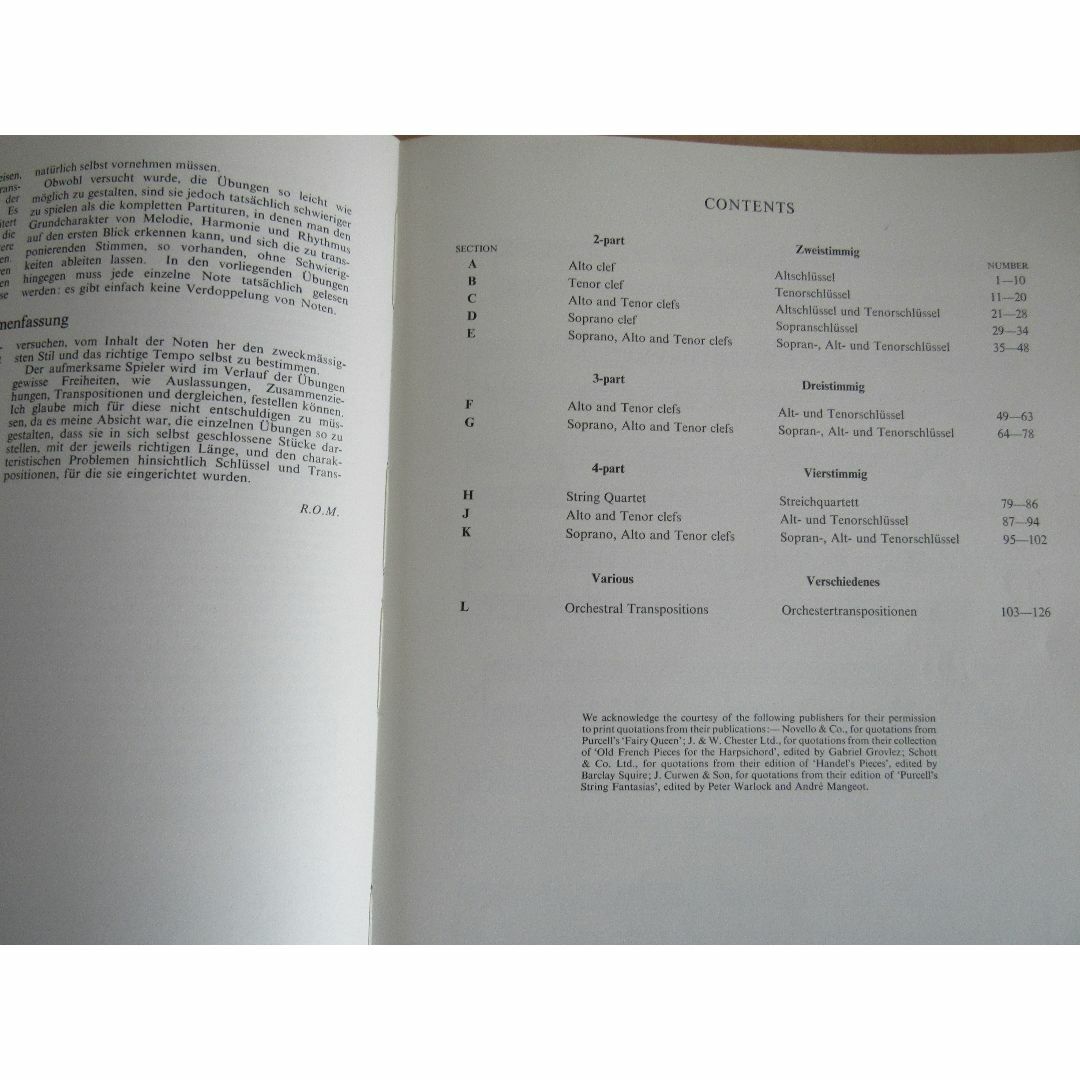 eisen,
rans-
der
Es
itert
die
ere
en.
ren
en
se
natürlich selbst vornehmen müssen.
Obwohl versucht wurde, die Übungen so leicht wie
möglich zu gestalten, sind sie jedoch tatsächlich schwieriger
zu spielen als die kompletten Partituren, in denen man den
Grundcharakter von Melodie, Harmonie und Rhythmus
auf den ersten Blick erkennen kann, und sich die zu trans-
ponierenden Stimmen, so vorhanden, ohne Schwierig-
keiten ableiten lassen. In den vorliegenden Übungen
hingegen muss jede einzelne Note tatsächlich gelesen
werden: es gibt einfach keine Verdoppelung von Noten.
menfassung
versuchen, vom Inhalt der Noten her den zweckmässig-
sten Stil und das richtige Tempo selbst zu bestimmen.
Der aufmerksame Spieler wird im Verlauf der Übungen
gewisse Freiheiten, wie Auslassungen, Zusammenzie-
hungen, Transpositionen und dergleichen, festellen können.
Ich glaube mich für diese nicht entschuldigen zu müs-
sen, da es meine Absicht war, die einzelnen Übungen so zu
gestalten, dass sie in sich selbst geschlossene Stücke dar-
stellen, mit der jeweils richtigen Länge, und den charak-
teristischen Problemen hinsichtlich Schlüssel und Trans-
positionen, für die sie eingerichtet wurden.
R.O.M.
CONTENTS
SECTION 2-part Zweistimmig NUMBER
A Alto clef Altschlüssel 1—10
B Tenor clef Tenorschlüssel 11—20
C Alto and Tenor clefs Altschlüssel und Tenorschlüssel 21—28
D Soprano clef Sopranschlüssel 29—34
E Soprano, Alto and Tenor clefs Sopran-, Alt- und Tenorschlüssel 35—48
3-part Dreistimmig
F Alto and Tenor clefs Alt- und Tenorschlüssel 49—63
G Soprano, Alto and Tenor clefs Sopran-, Alt- und Tenorschlüssel 64—78
4-part Vierstimmig
H String Quartet Streichquartett 79—86
J Alto and Tenor clefs Alt- und Tenorschlüssel 87—94
K Soprano, Alto and Tenor clefs Sopran-, Alt- und Tenorschlüssel 95—102
Various Verschiedenes
L Orchestral Transpositions Orchestertranspositionen 103—126
We acknowledge the courtesy of the following publishers for their permission
to print quotations from their publications:— Novello & Co., for quotations from
Purcell's 'Fairy Queen'; J. & W. Chester Ltd., for quotations from their collection
of 'Old French Pieces for the Harpsichord', edited by Gabriel Grovlez; Schott
& Co. Ltd., for quotations from their edition of 'Handel's Pieces', edited by
Barclay Squire; J. Curwen & Son, for quotations from their edition of 'Purcell's
String Fantasias', edited by Peter Warlock and André Mangeot.